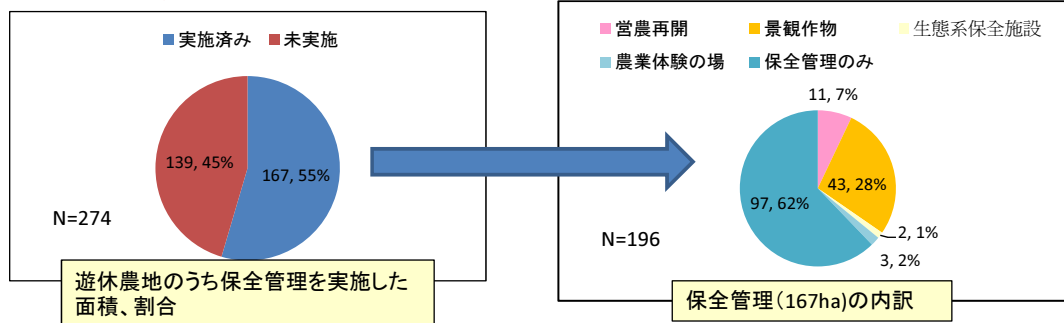 実施済み 未実施
139, 45%
167, 55%
N=274
遊休農地のうち保全管理を実施した
面積、割合
営農再開 景観作物 生態系保全施設
農業体験の場 保全管理のみ
11, 7%
43, 28%
97, 62%
2, 1%
3, 2%
N=196
保全管理(167ha)の内訳